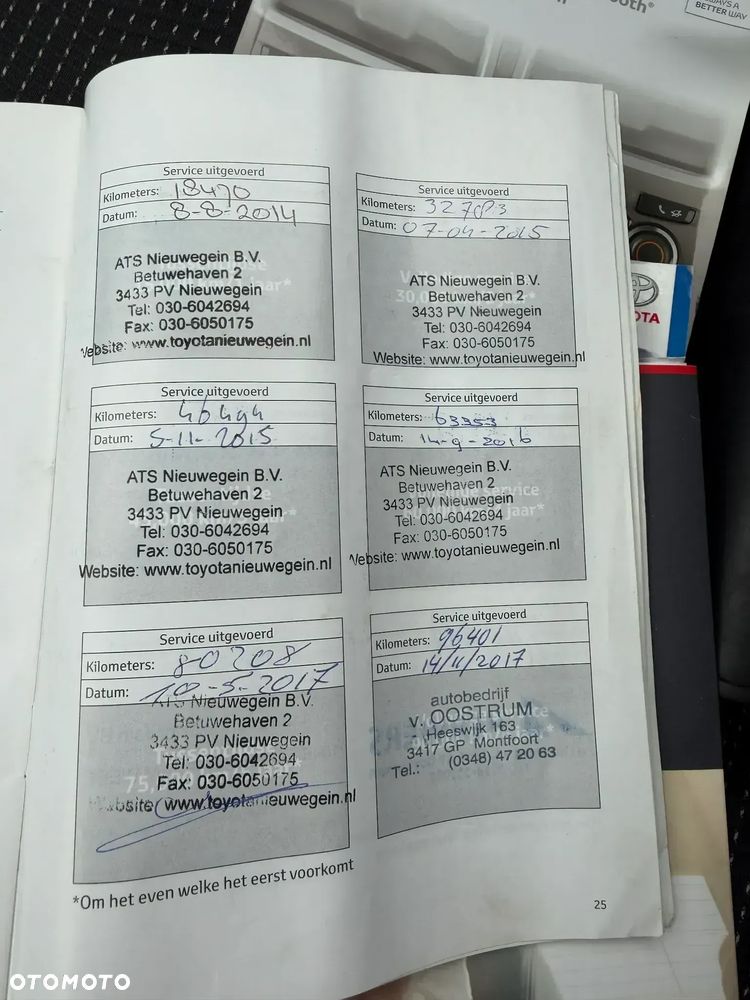 ooth®
ALWAYS A
BETTER WAY
Service uitgevoerd
Kilometers: 18470
Datum: 8-8-2014
ATS Nieuwegein B.V.
Betuwehaven 2
3433 PV Nieuwegein
Tel: 030-6042694
Fax: 030-6050175
Website: www.toyotanieuwegein.nl
Service uitgevoerd
Kilometers: 32783
Datum: 07-04-2015
ATS Nieuwegein B.V.
Betuwehaven 2
3433 PV Nieuwegein
Tel: 030-6042694
Fax: 030-6050175
Website: www.toyotanieuwegein.nl
Service uitgevoerd
Kilometers: 46494
Datum: 5-11-2015
ATS Nieuwegein B.V.
Betuwehaven 2
3433 PV Nieuwegein
Tel: 030-6042694
Fax: 030-6050175
Website: www.toyotanieuwegein.nl
Service uitgevoerd
Kilometers: 63353
Datum: 14-9-2016
ATS Nieuwegein B.V.
Betuwehaven 2
3433 PV Nieuwegein
Tel: 030-6042694
Fax: 030-6050175
Website: www.toyotanieuwegein.nl
Service uitgevoerd
Kilometers: 80208
Datum: 10-5-2017
ATS Nieuwegein B.V.
Betuwehaven 2
3433 PV Nieuwegein
Tel: 030-6042694
Fax: 030-6050175
Website: www.toyotanieuwegein.nl
Service uitgevoerd
Kilometers: 96401
Datum: 14/11/2017
autobedrijf
v. OOSTRUM
Heeswijk 163
3417 GP Montfoort
Tel.: (0348) 47 20 63
*Om het even welke het eerst voorkomt
25
OTA
OTOMOTO